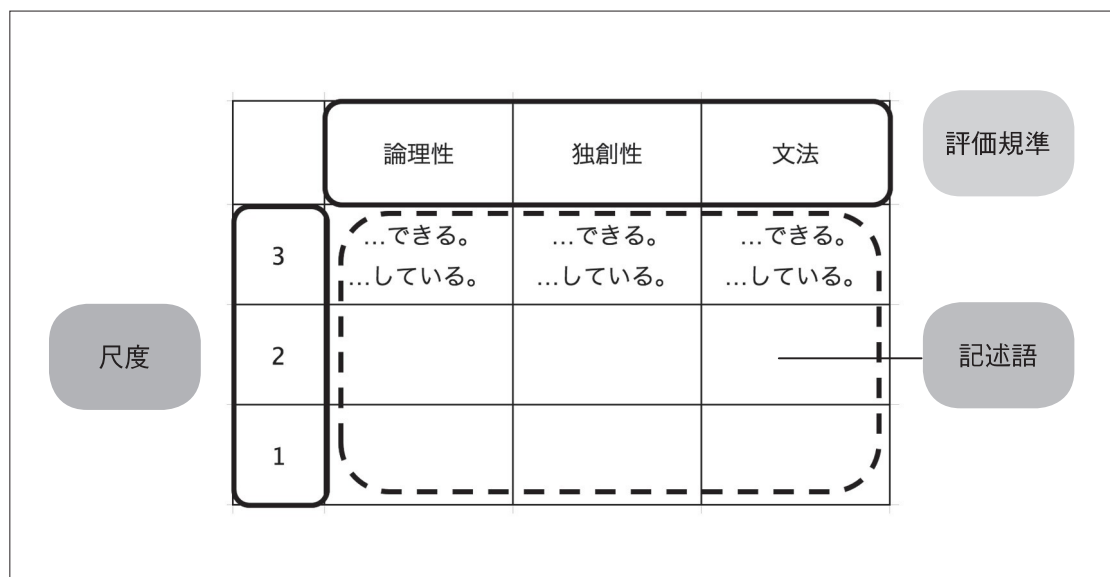 論理性 独創性 文法
評価規準
3
…できる。 …できる。 …できる。
…している。 …している。 …している。
尺度
2
記述語
1